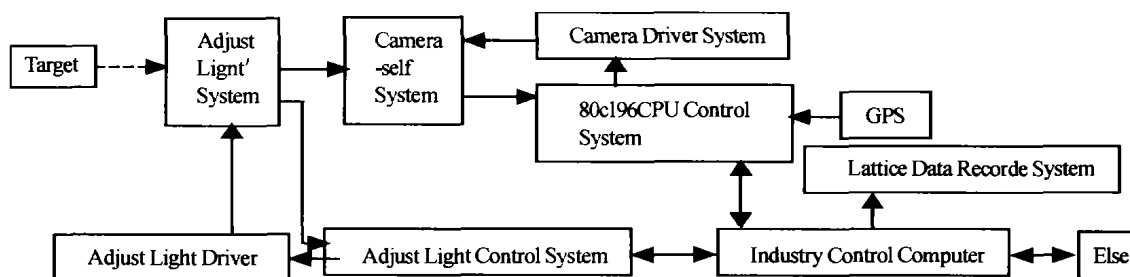 Target
Adjust
Lignt'
System
Camera
-self
System
Camera Driver System
80cl96CPU Control
System
GPS
Lattice Data Recorde System
Adjust Light Driver
Adjust Light Control System
Industry Control Computer
Else